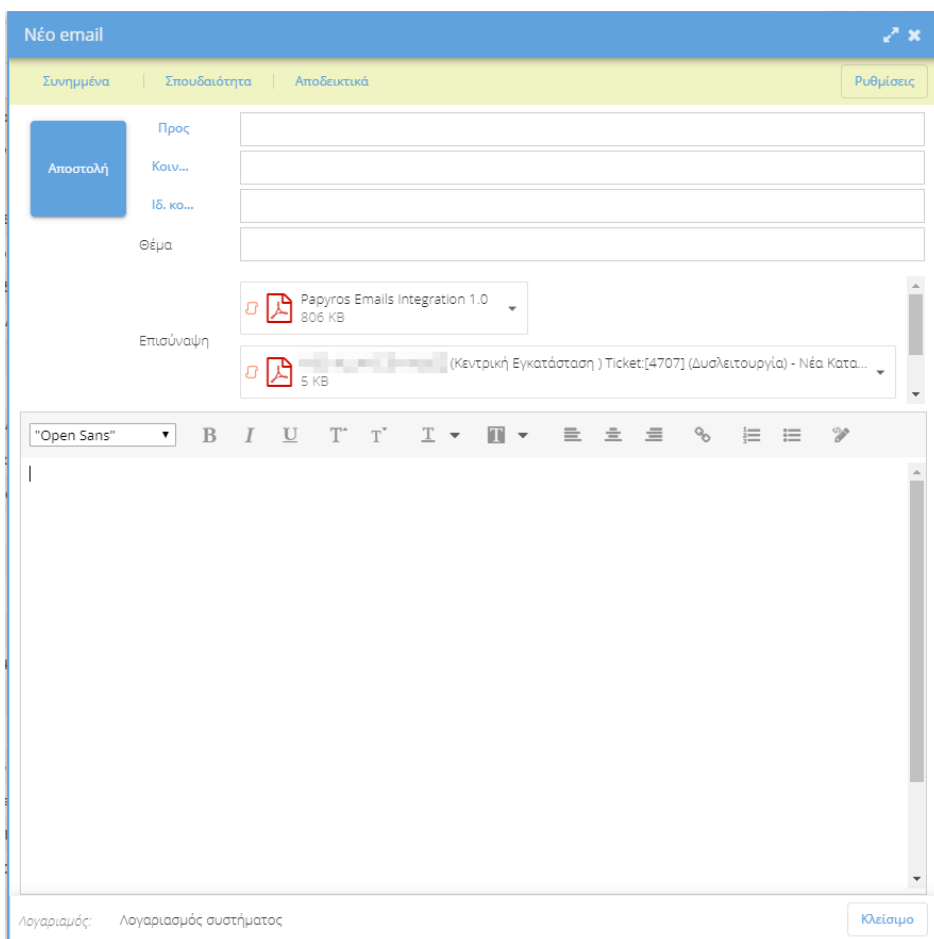 Νέο email
Συνημμένα Σπουδαιότητα Αποδεικτικά Ρυθμίσεις
Αποστολή
Προς
Κοιν...
Ιδ. κο...
Θέμα
Επισύναψη
Papyros Emails Integration 1.0
806 KB
(Κεντρική Εγκατάσταση ) Ticket:[4707] (Δυσλειτουργία) - Νέα Κατα...
5 KB
"Open Sans" B I U T T T T
Λογαριαμός: Λογαριασμός συστήματος Κλείσιμο